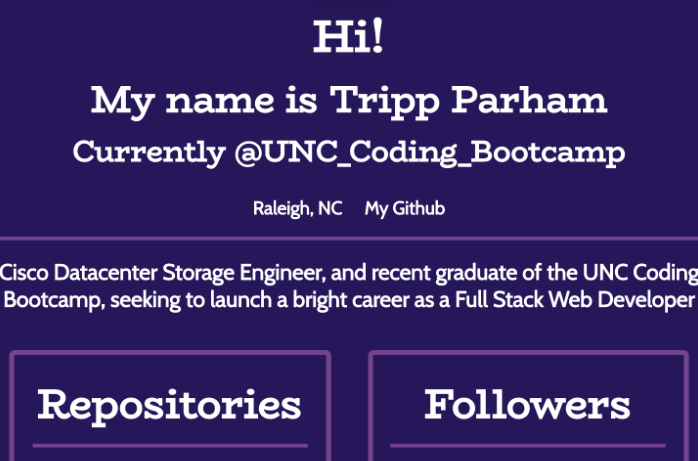 Hi!
My name is Tripp Parham
Currently @UNC_Coding_Bootcamp
Raleigh, NC My Github
Cisco Datacenter Storage Engineer, and recent graduate of the UNC Coding
Bootcamp, seeking to launch a bright career as a Full Stack Web Developer
Repositories
Followers